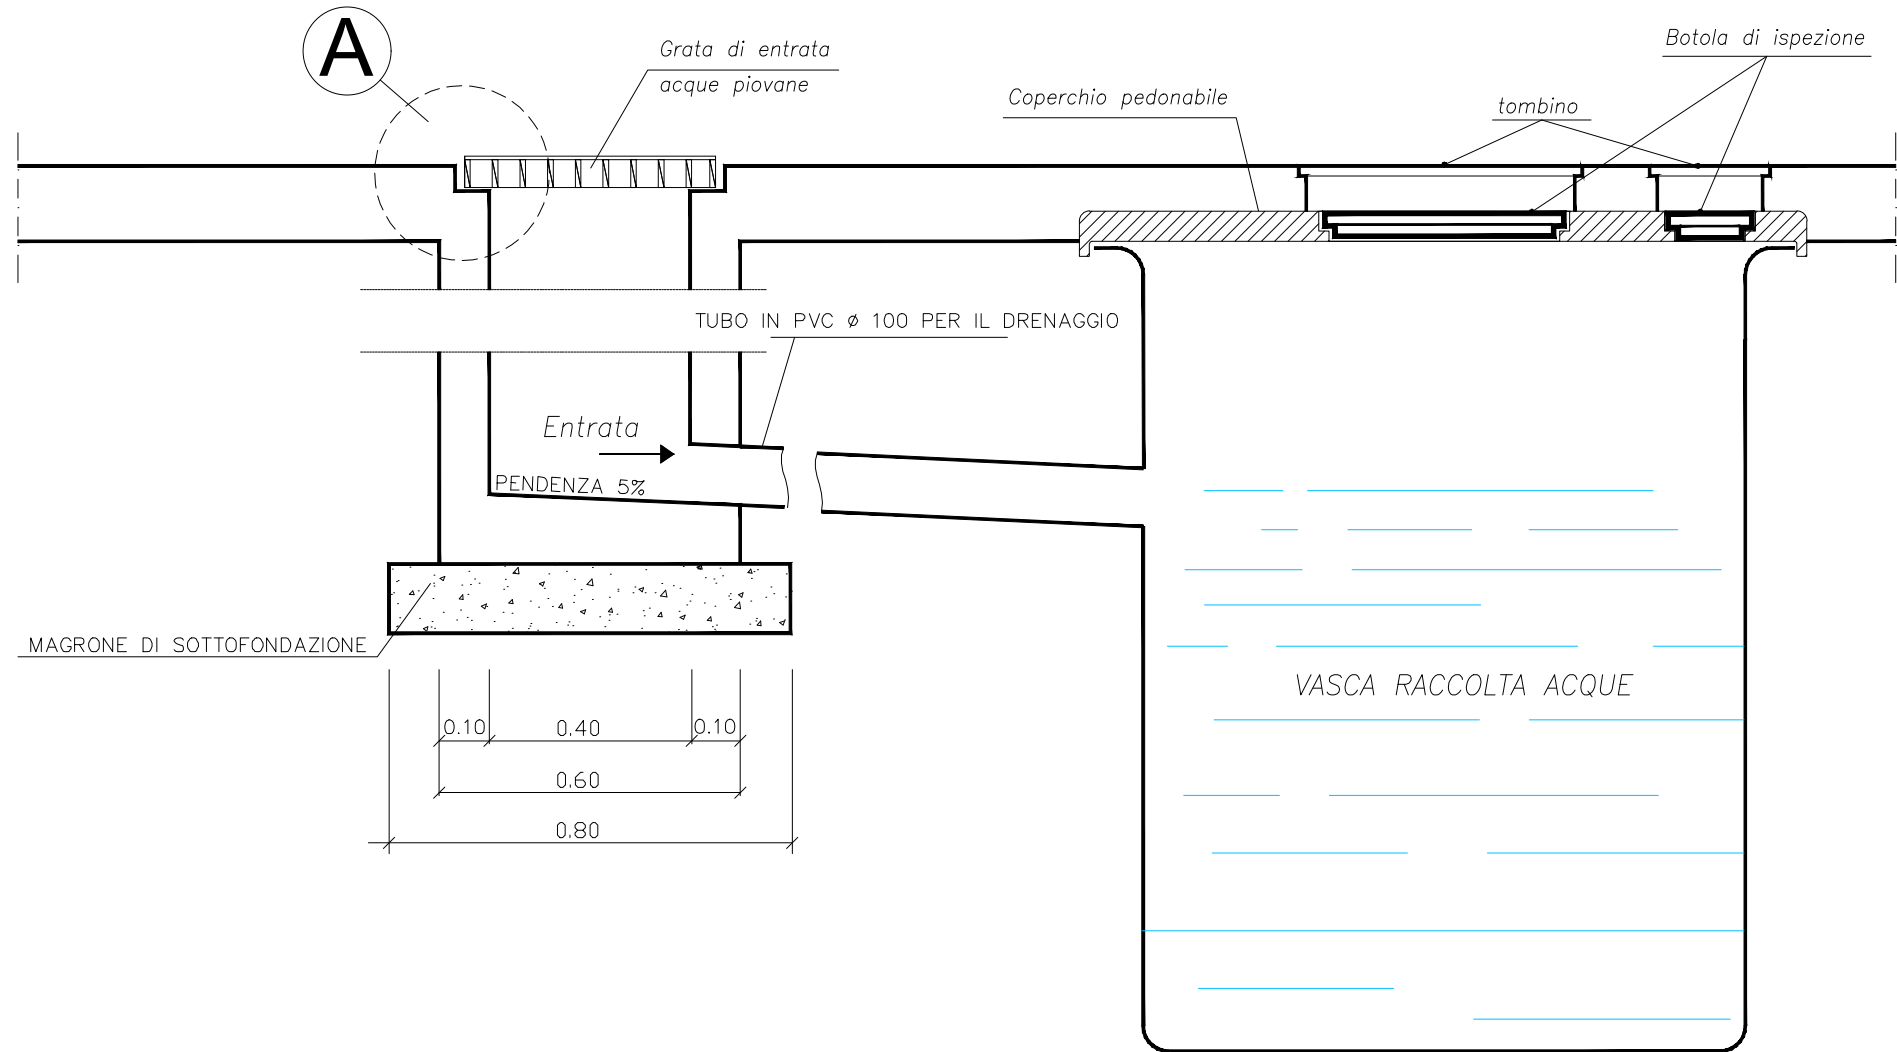 A
Grata di entrata
acque piovane
Botola di ispezione
Coperchio pedonabile
tombino
TUBO IN PVC ø 100 PER IL DRENAGGIO
Entrata
PENDENZA 5%
MAGRONE DI SOTTOFONDAZIONE
VASCA RACCOLTA ACQUE
0.10 0.40 0.10
0.60
0.80